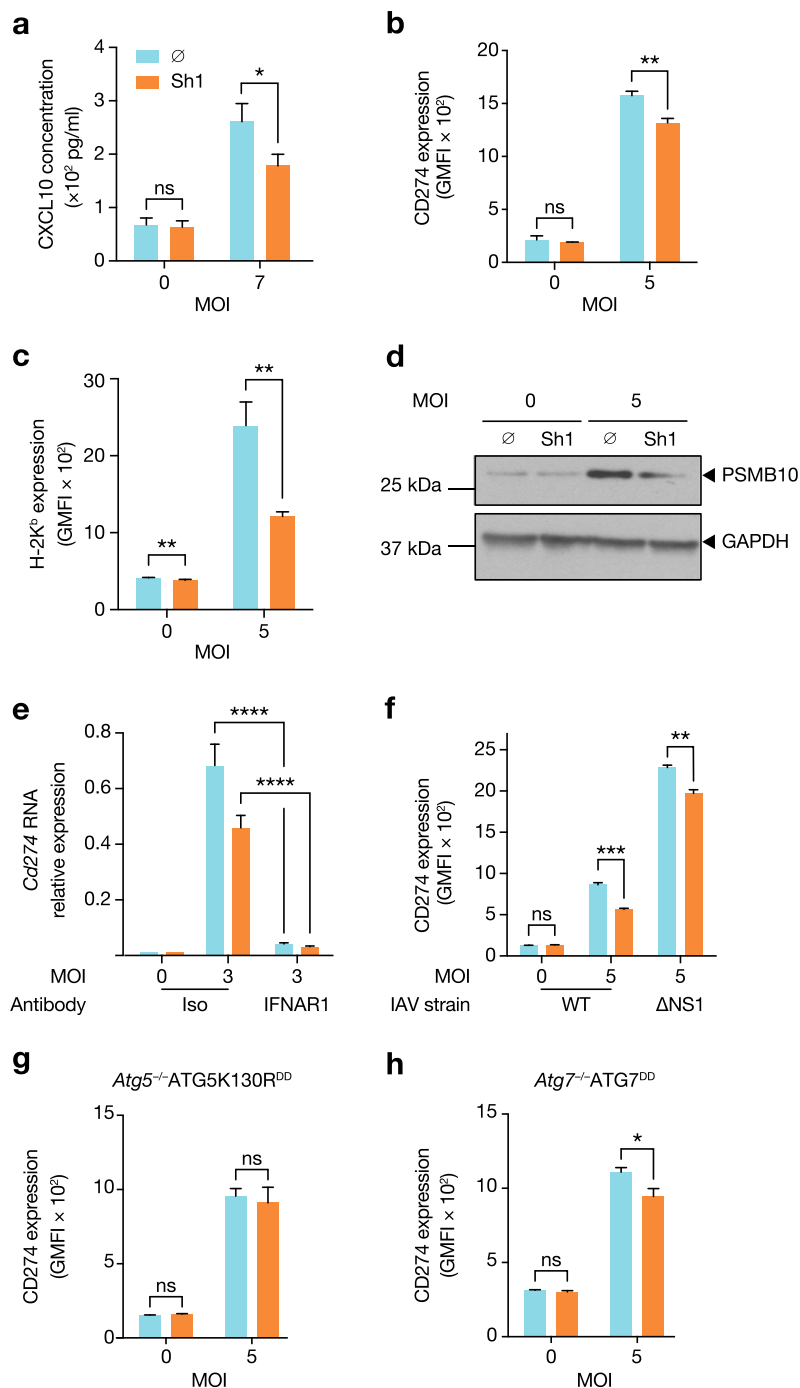 a
CXCL10 concentration
(×10² pg/ml)
4
3
2
1
0
∅
Sh1
ns
*
0 7
MOI
b
CD274 expression
(GMFI × 10²)
20
15
10
5
0
ns
**
0 5
MOI
c
H-2Kᵇ expression
(GMFI × 10²)
30
20
10
0
**
**
0 5
MOI
d
MOI 0 5
∅ Sh1 ∅ Sh1
25 kDa
PSMB10
37 kDa
GAPDH
e
Cd274 RNA
relative expression
0.8
0.6
0.4
0.2
****
****
MOI 0 3 3
Antibody Iso IFNAR1
f
CD274 expression
(GMFI × 10²)
25
20
15
10
5
0
ns
***
**
MOI 0 5 5
IAV strain WT ΔNS1
g
Atg5⁻/⁻ATG5K130Rᴰᴰ
CD274 expression
(GMFI × 10²)
15
10
5
0
ns
ns
0 5
MOI
h
Atg7⁻/⁻ATG7ᴰᴰ
CD274 expression
(GMFI × 10²)
15
10
5
0
ns
*
0 5
MOI